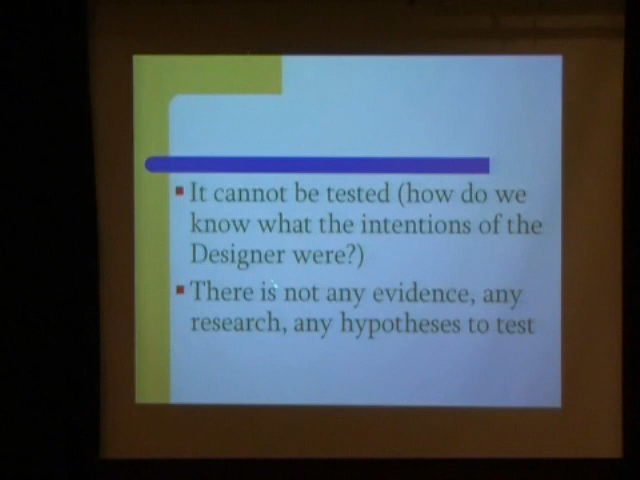 It cannot be tested (how do we
know what the intentions of the
Designer were?)
There is not any evidence, any
research, any hypotheses to test